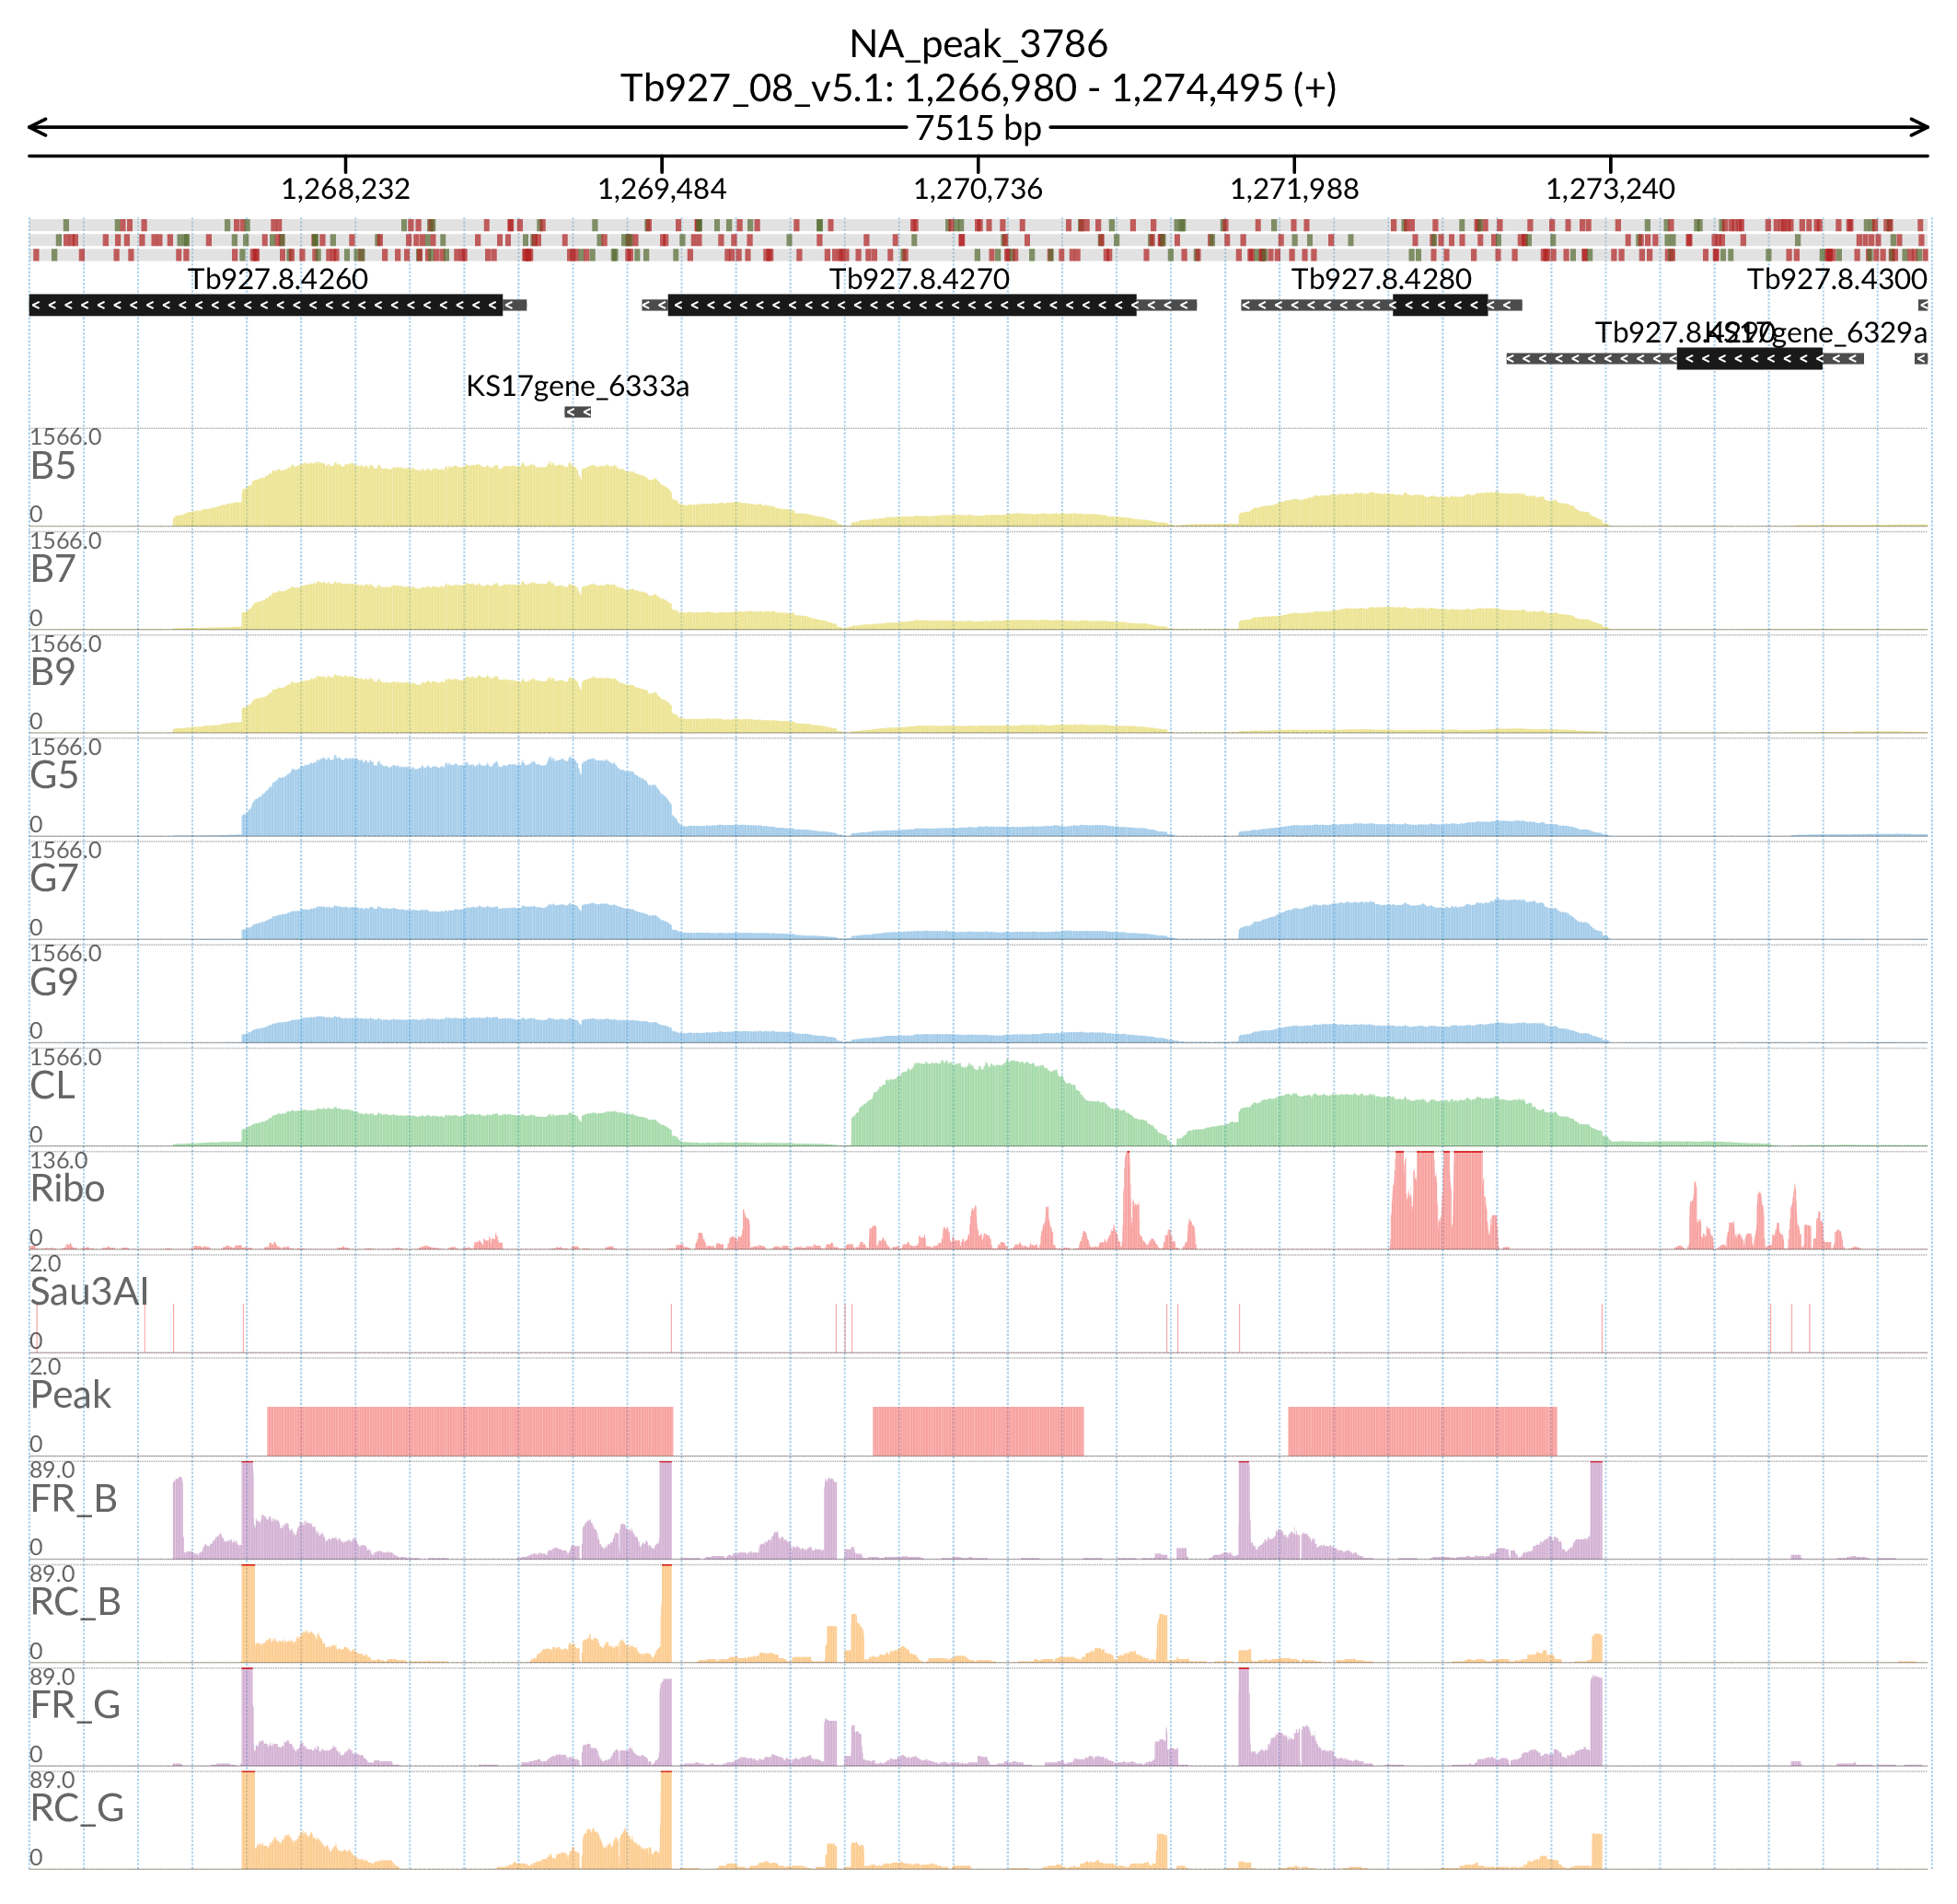 NA_peak_3786
Tb927_08_v5.1: 1,266,980 - 1,274,495 (+)
7515 bp
1,268,232 1,269,484 1,270,736 1,271,988 1,273,240
Tb927.8.4260 Tb927.8.4270 Tb927.8.4280 Tb927.8.4300
Tb927.8.4290 KS17gene_6329a
KS17gene_6333a
1566.0
B5
0
1566.0
B7
0
1566.0
B9
0
1566.0
G5
0
1566.0
G7
0
1566.0
G9
0
1566.0
CL
0
136.0
Ribo
0
2.0
Sau3AI
0
2.0
Peak
0
89.0
FR_B
0
89.0
RC_B
0
89.0
FR_G
0
89.0
RC_G
0